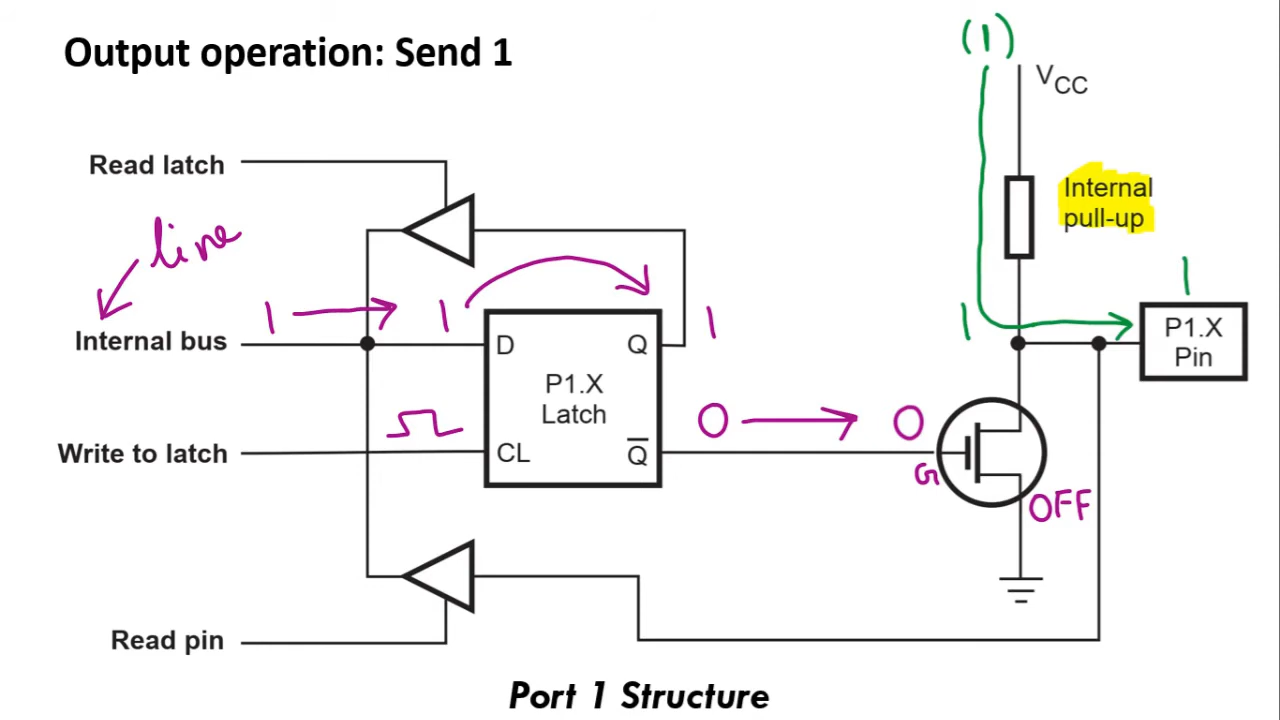 Output operation: Send 1
(1)
VCC
Read latch
Internal
pull-up
line
1
1
1
1
1
Internal bus
D
Q
P1.X
Pin
P1.X
Latch
0
0
Write to latch
CL
Q̅
G
OFF
Read pin
Port 1 Structure